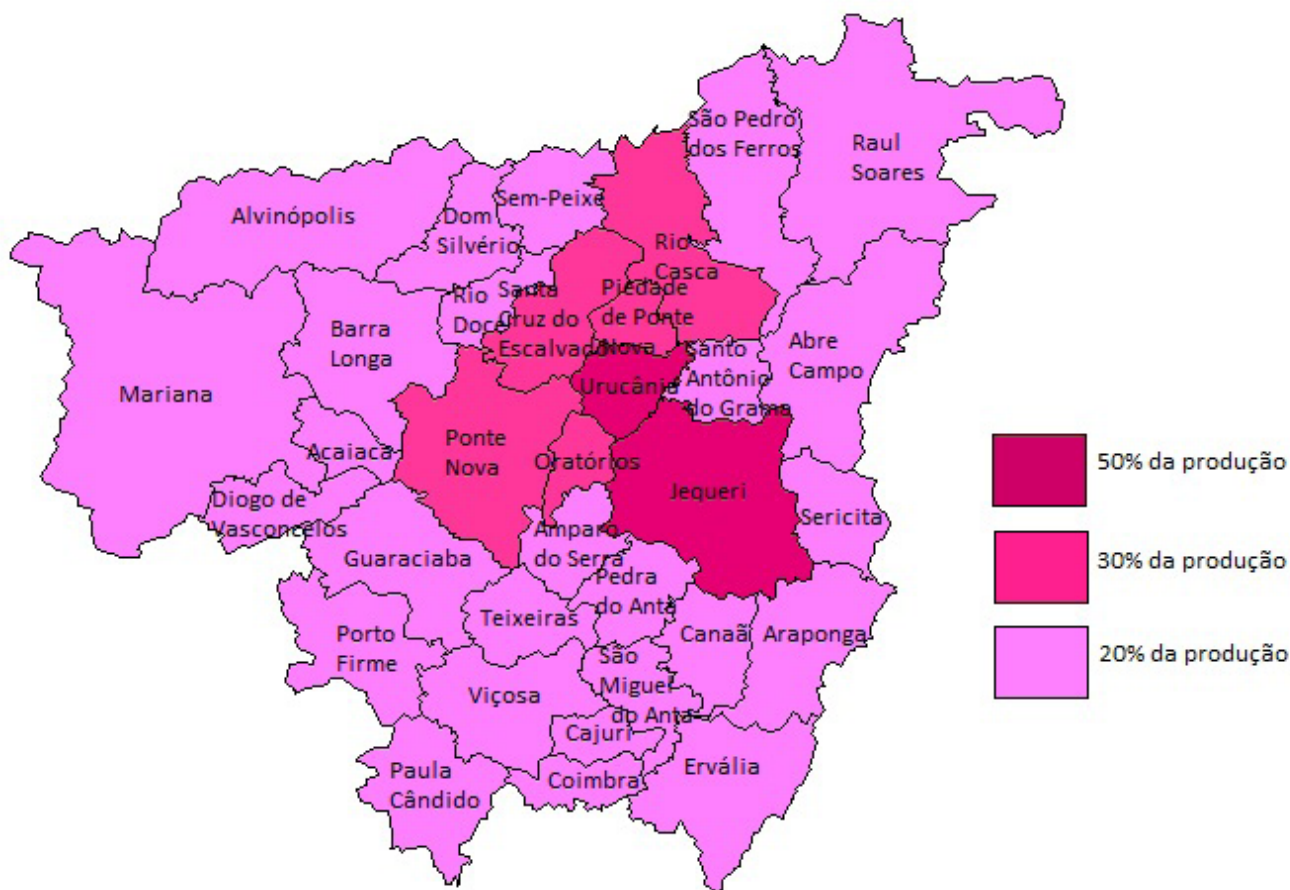 São Pedro
dos Ferros
Raul
Soares
Alvinópolis
Sem-Peixe
Dom
Silvério
Rio
Casca
Rio
Doce
Santa
Cruz do
Escalvado
Piedade
de Ponte
Nova
Barra
Longa
Abre
Campo
Santo
Antônio
do Grama
Mariana
Urucânia
Ponte
Nova
Acaiaca
Oratórios
Jequeri
50% da produção
Diogo de
Vasconcelos
Sericita
Guaraciaba
Amparo
do Serra
30% da produção
Pedra
do Anta
Teixeiras
Porto
Firme
Canaã
Araponga
20% da produção
São
Miguel
do Anta
Viçosa
Cajuri
Paula
Cândido
Coimbra
Ervália